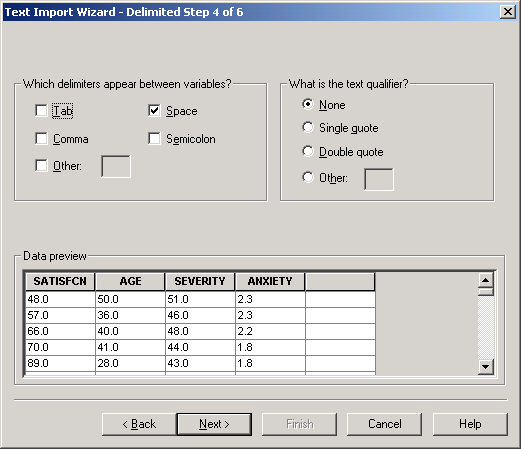 Text Import Wizard - Delimited Step 4 of 6
Which delimiters appear between variables?
Tab
Space
Comma
Semicolon
Other:
What is the text qualifier?
None
Single quote
Double quote
Other:
Data preview
SATISFCN AGE SEVERITY ANXIETY
48.0 50.0 51.0 2.3
57.0 36.0 46.0 2.3
66.0 40.0 48.0 2.2
70.0 41.0 44.0 1.8
89.0 28.0 43.0 1.8
< Back Next > Finish Cancel Help